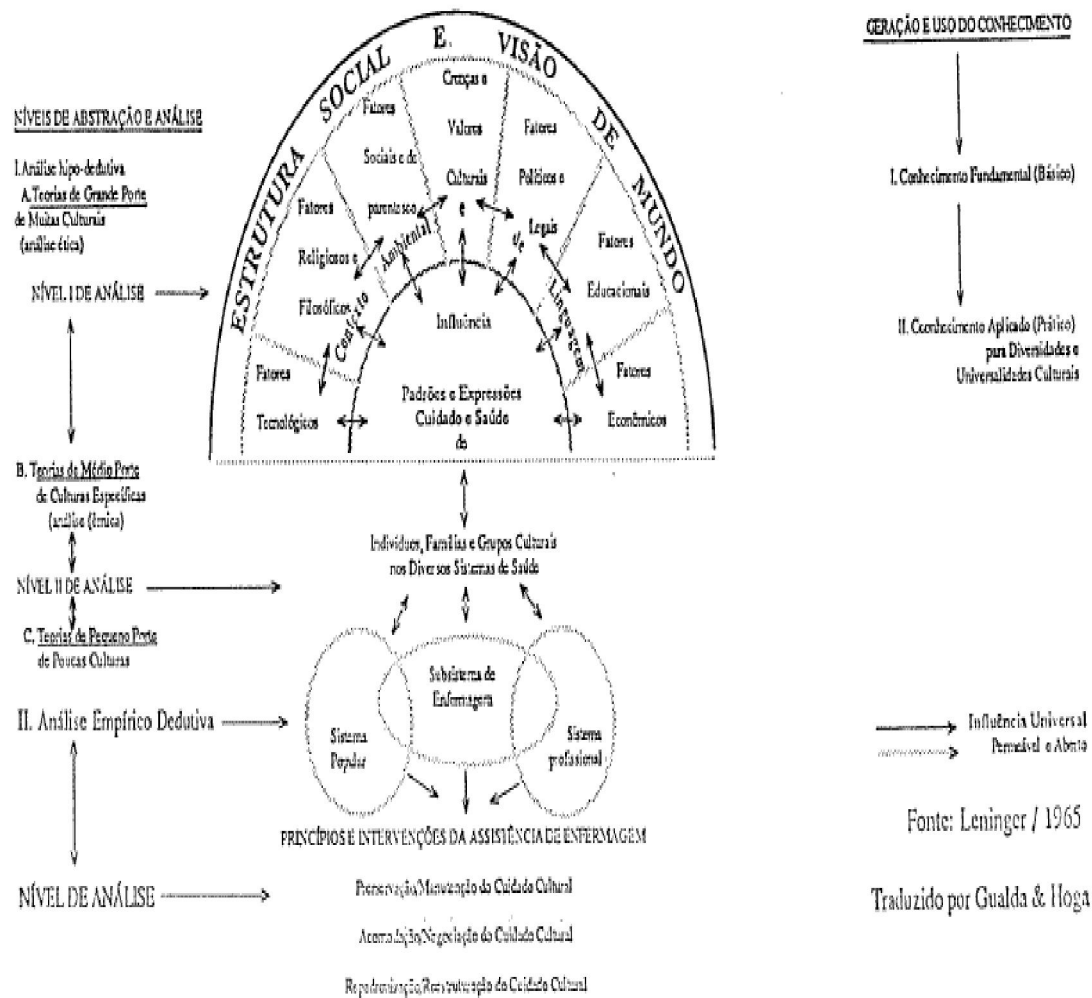 GERAÇÃO E USO DO CONHECIMENTO
ESTRUTURA SOCIAL E VISÃO DE MUNDO
NÍVEIS DE ABSTRAÇÃO E ANÁLISE
I. Análise hipo-dedutiva
A. Teorias de Grande Porte
de Muitas Culturais
(análise ética)
NÍVEL I DE ANÁLISE
B. Teorias de Médio Porte
de Culturas Específicas
(análise (êmica)
NÍVEL II DE ANÁLISE
C. Teorias de Pequeno Porte
de Poucas Culturas
II. Análise Empírico Dedutiva
NÍVEL DE ANÁLISE
Fatores
Tecnológicos
Fatores
Religiosos e
Filosóficos
Fatores
Sociais e de
parentesco
Crenças e
Valores
Culturais
e
Fatores
Políticos e
Legais
Fatores
Educacionais
Fatores
Econômicos
Contexto
Ambiental
de
Linguagem
Influência
Padrões e Expressões
Cuidado e Saúde
de
Indivíduos, Famílias e Grupos Culturais
nos Diversos Sistemas de Saúde
Subsistema de
Enfermagem
Sistema
Popular
Sistema
profissional
PRINCÍPIOS E INTERVENÇÕES DA ASSISTÊNCIA DE ENFERMAGEM
Preservação/Manutenção do Cuidado Cultural
Acomodação/Negociação do Cuidado Cultural
Repadronização/Reestruturação do Cuidado Cultural
I. Conhecimento Fundamental (Básico)
II. Conhecimento Aplicado (Prático)
para Diversidades e
Universalidades Culturais
Influência Universal
Permeável e Aberto
Fonte: Leninger / 1965
Traduzido por Gualda & Hoga